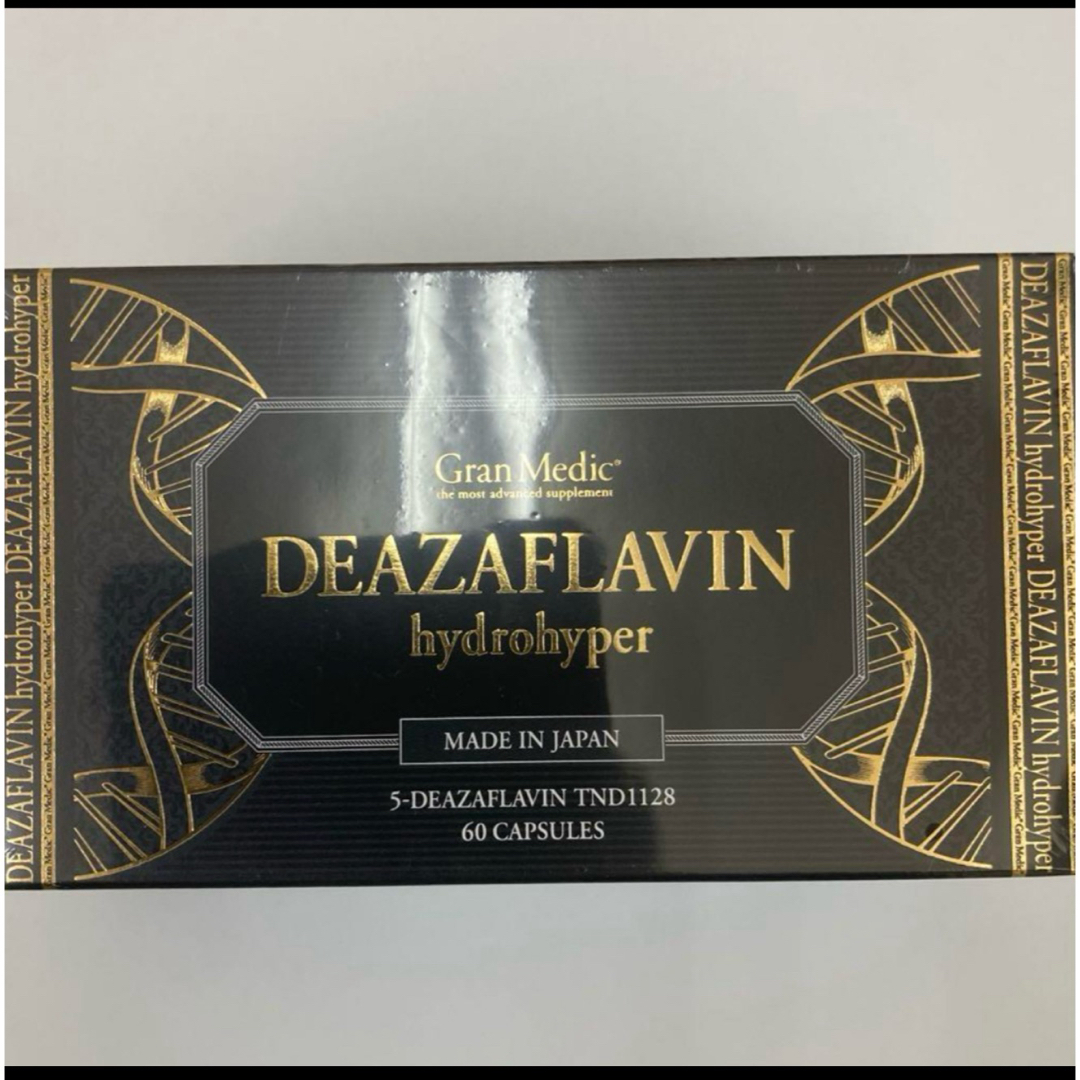 Gran Medic®
the most advanced supplement
DEAZAFLAVIN
hydrohyper
MADE IN JAPAN
5-DEAZAFLAVIN TND1128
60 CAPSULES
DEAZAFLAVIN hydrohyper DEAZAFLAVIN hydrohyper
DEAZAFLAVIN hydrohyper DEAZAFLAVIN hydrohyper